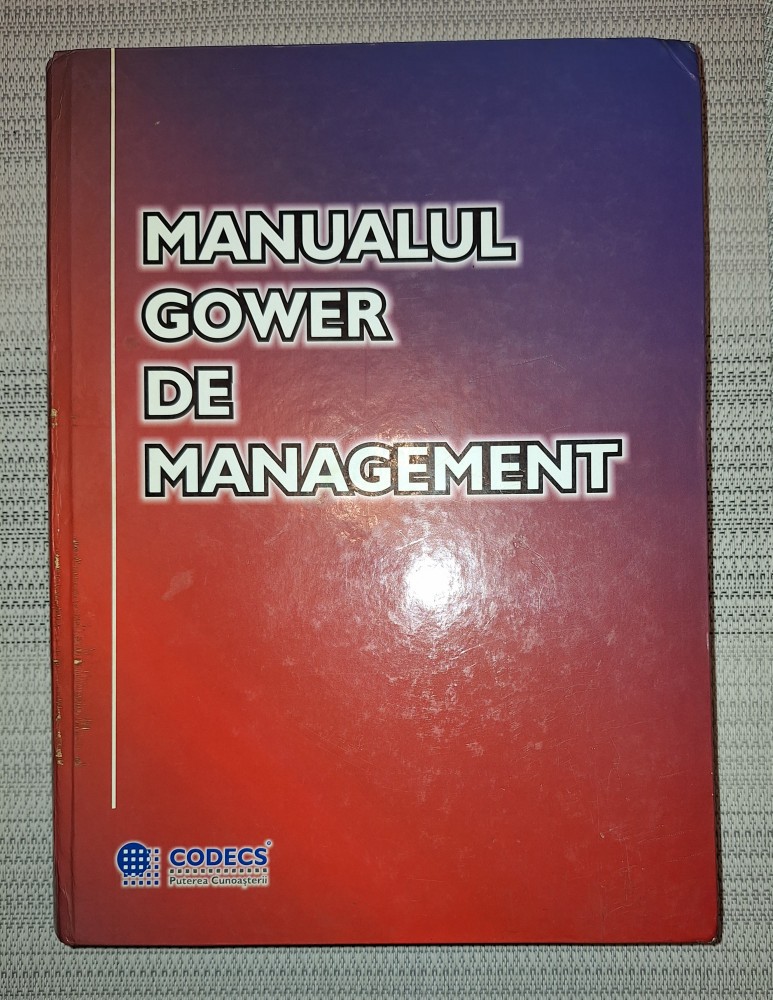 MANUALUL
GOWER
DE
MANAGEMENT
CODECS®
Puterea Cunoașterii